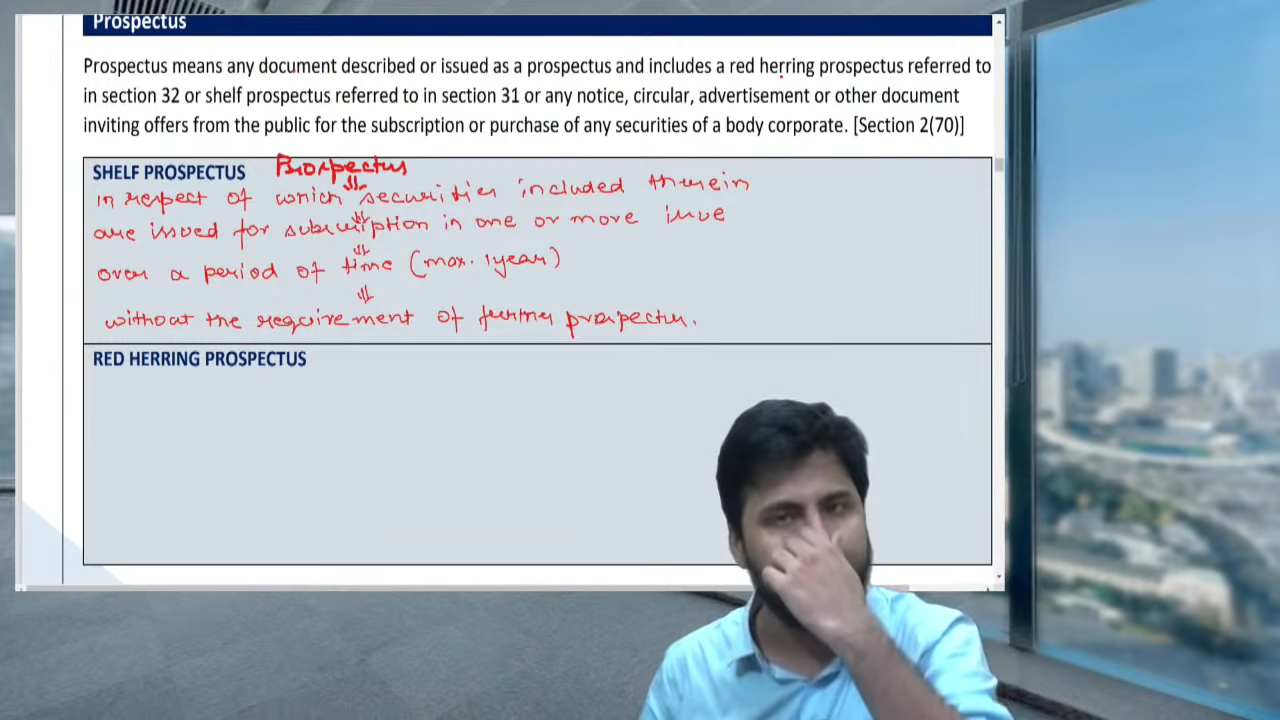 Prospectus
Prospectus means any document described or issued as a prospectus and includes a red herring prospectus referred to
in section 32 or shelf prospectus referred to in section 31 or any notice, circular, advertisement or other document
inviting offers from the public for the subscription or purchase of any securities of a body corporate. [Section 2(70)]
SHELF PROSPECTUS Prospectus
in respect of which securities included therein
are issued for subscription in one or more issue
over a period of time (max. 1year)
without the requirement of further prospectus.
RED HERRING PROSPECTUS